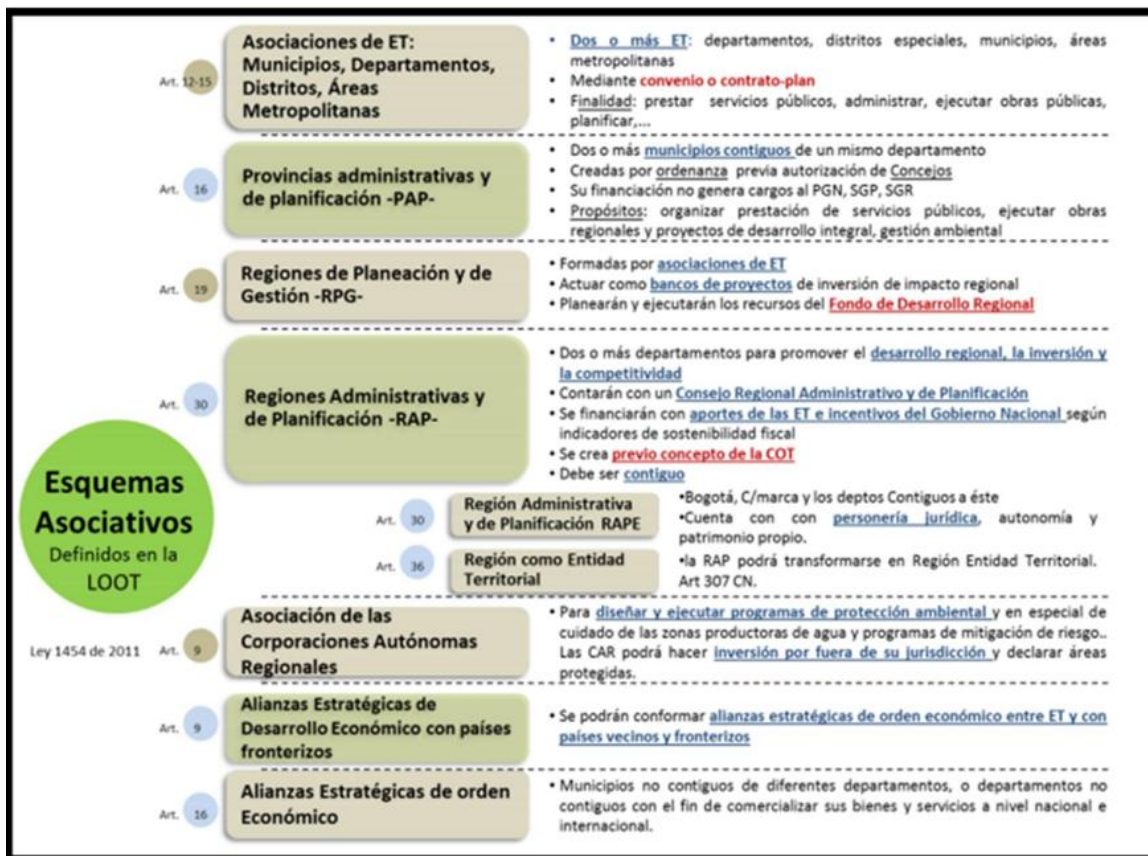 Asociaciones de ET:
Municipios, Departamentos,
Distritos, Áreas
Metropolitanas
Art. 12-15
• Dos o más ET: departamentos, distritos especiales, municipios, áreas
metropolitanas
• Mediante convenio o contrato-plan
• Finalidad: prestar servicios públicos, administrar, ejecutar obras públicas,
planificar,...
Art. 16
Provincias administrativas y
de planificación -PAP-
• Dos o más municipios contiguos de un mismo departamento
• Creadas por ordenanza previa autorización de Concejos
• Su financiación no genera cargos al PGN, SGP, SGR
• Propósitos: organizar prestación de servicios públicos, ejecutar obras
regionales y proyectos de desarrollo integral, gestión ambiental
Art. 19
Regiones de Planeación y de
Gestión -RPG-
• Formadas por asociaciones de ET
• Actuar como bancos de proyectos de inversión de impacto regional
• Planearán y ejecutarán los recursos del Fondo de Desarrollo Regional
Art. 30
Regiones Administrativas y
de Planificación -RAP-
• Dos o más departamentos para promover el desarrollo regional, la inversión y
la competitividad
• Contarán con un Consejo Regional Administrativo y de Planificación
• Se financiarán con aportes de las ET e incentivos del Gobierno Nacional según
indicadores de sostenibilidad fiscal
• Se crea previo concepto de la COT
• Debe ser contiguo
Esquemas
Asociativos
Definidos en la
LOOT
Ley 1454 de 2011
Art. 30
Región Administrativa
y de Planificación RAPE
•Bogotá, C/marca y los deptos Contiguos a éste
•Cuenta con con personería jurídica, autonomía y
patrimonio propio.
Art. 36
Región como Entidad
Territorial
•la RAP podrá transformarse en Región Entidad Territorial.
Art 307 CN.
Art. 9
Asociación de las
Corporaciones Autónomas
Regionales
• Para diseñar y ejecutar programas de protección ambiental y en especial de
cuidado de las zonas productoras de agua y programas de mitigación de riesgo..
Las CAR podrá hacer inversión por fuera de su jurisdicción y declarar áreas
protegidas.
Art. 9
Alianzas Estratégicas de
Desarrollo Económico con países
fronterizos
• Se podrán conformar alianzas estratégicas de orden económico entre ET y con
países vecinos y fronterizos
Art. 16
Alianzas Estratégicas de orden
Económico
• Municipios no contiguos de diferentes departamentos, o departamentos no
contiguos con el fin de comercializar sus bienes y servicios a nivel nacional e
internacional.